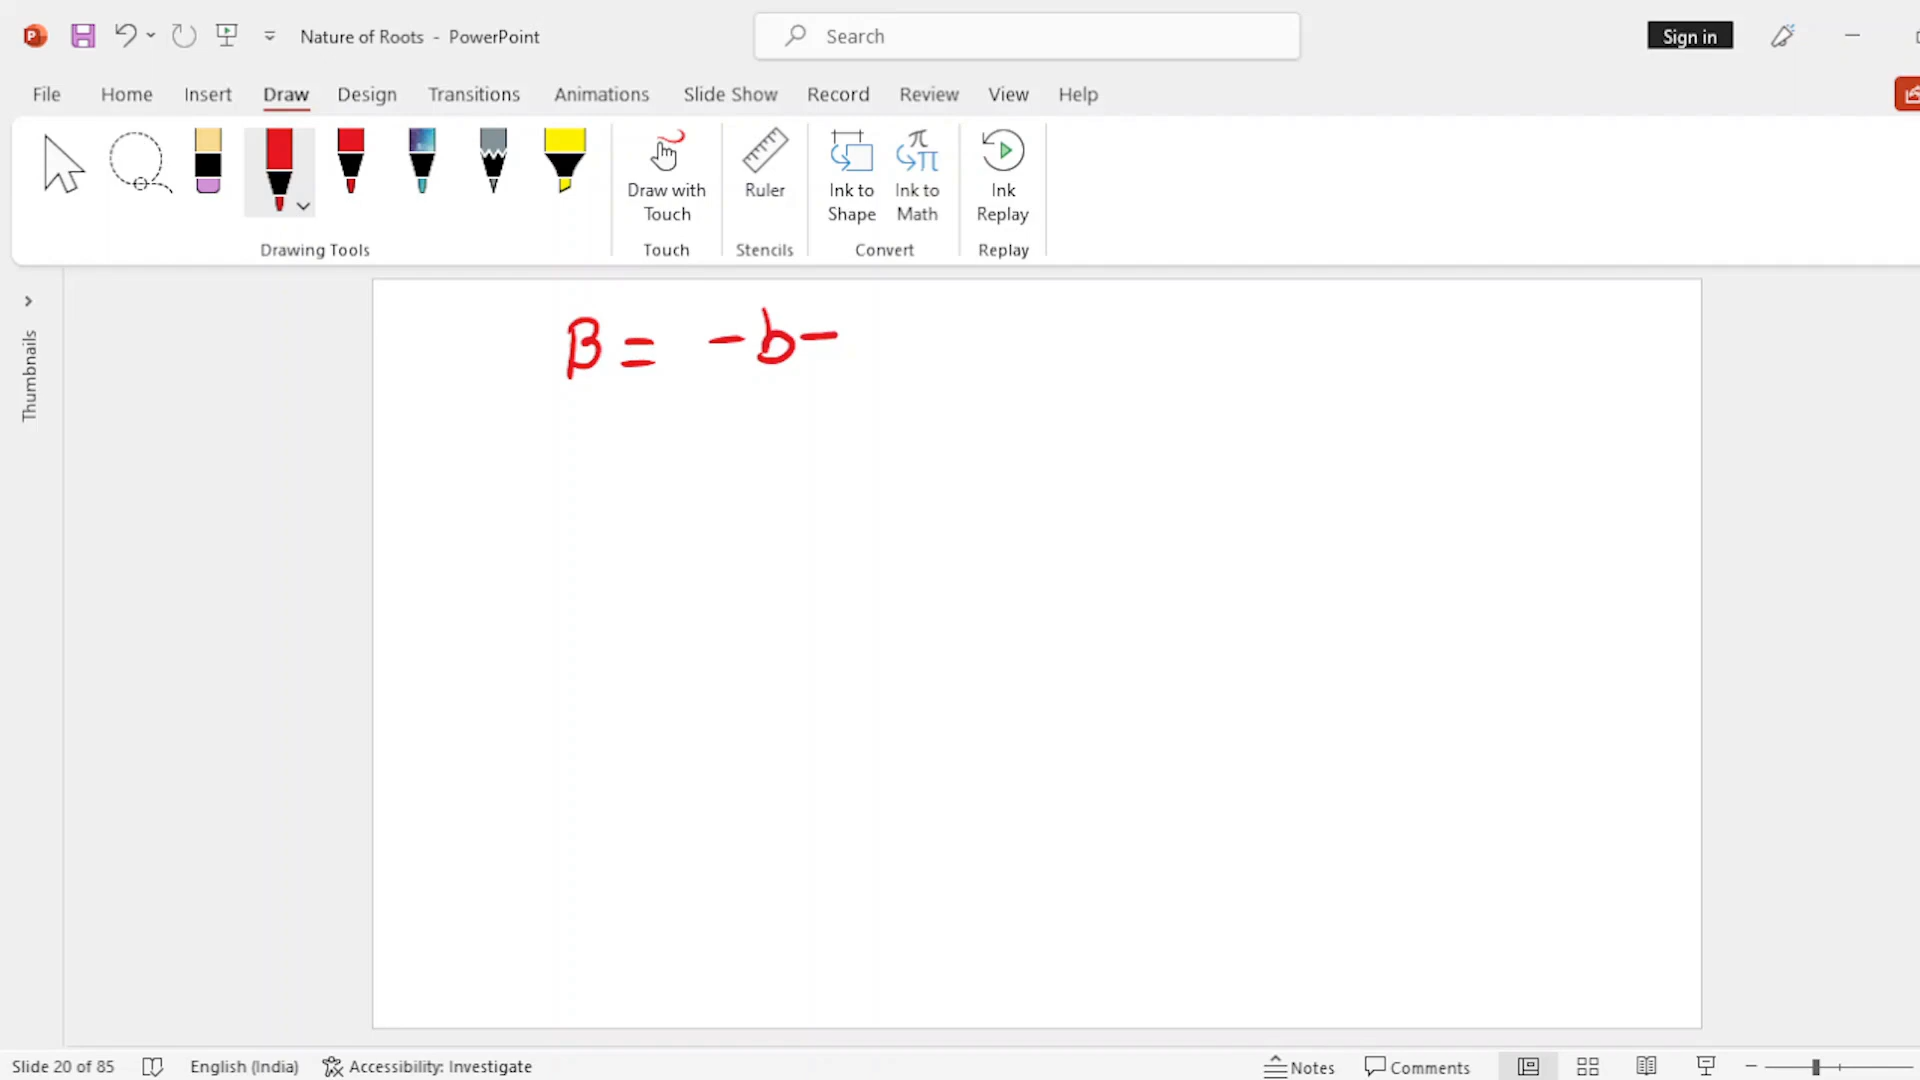 Nature of Roots - PowerPoint
Search
Sign in
File Home Insert Draw Design Transitions Animations Slide Show Record Review View Help
Draw with Touch
Ruler
Ink to Shape
Ink to Math
Ink Replay
Drawing Tools Touch Stencils Convert Replay
Thumbnails
β = -b-
Slide 20 of 85 English (India) Accessibility: Investigate Notes Comments